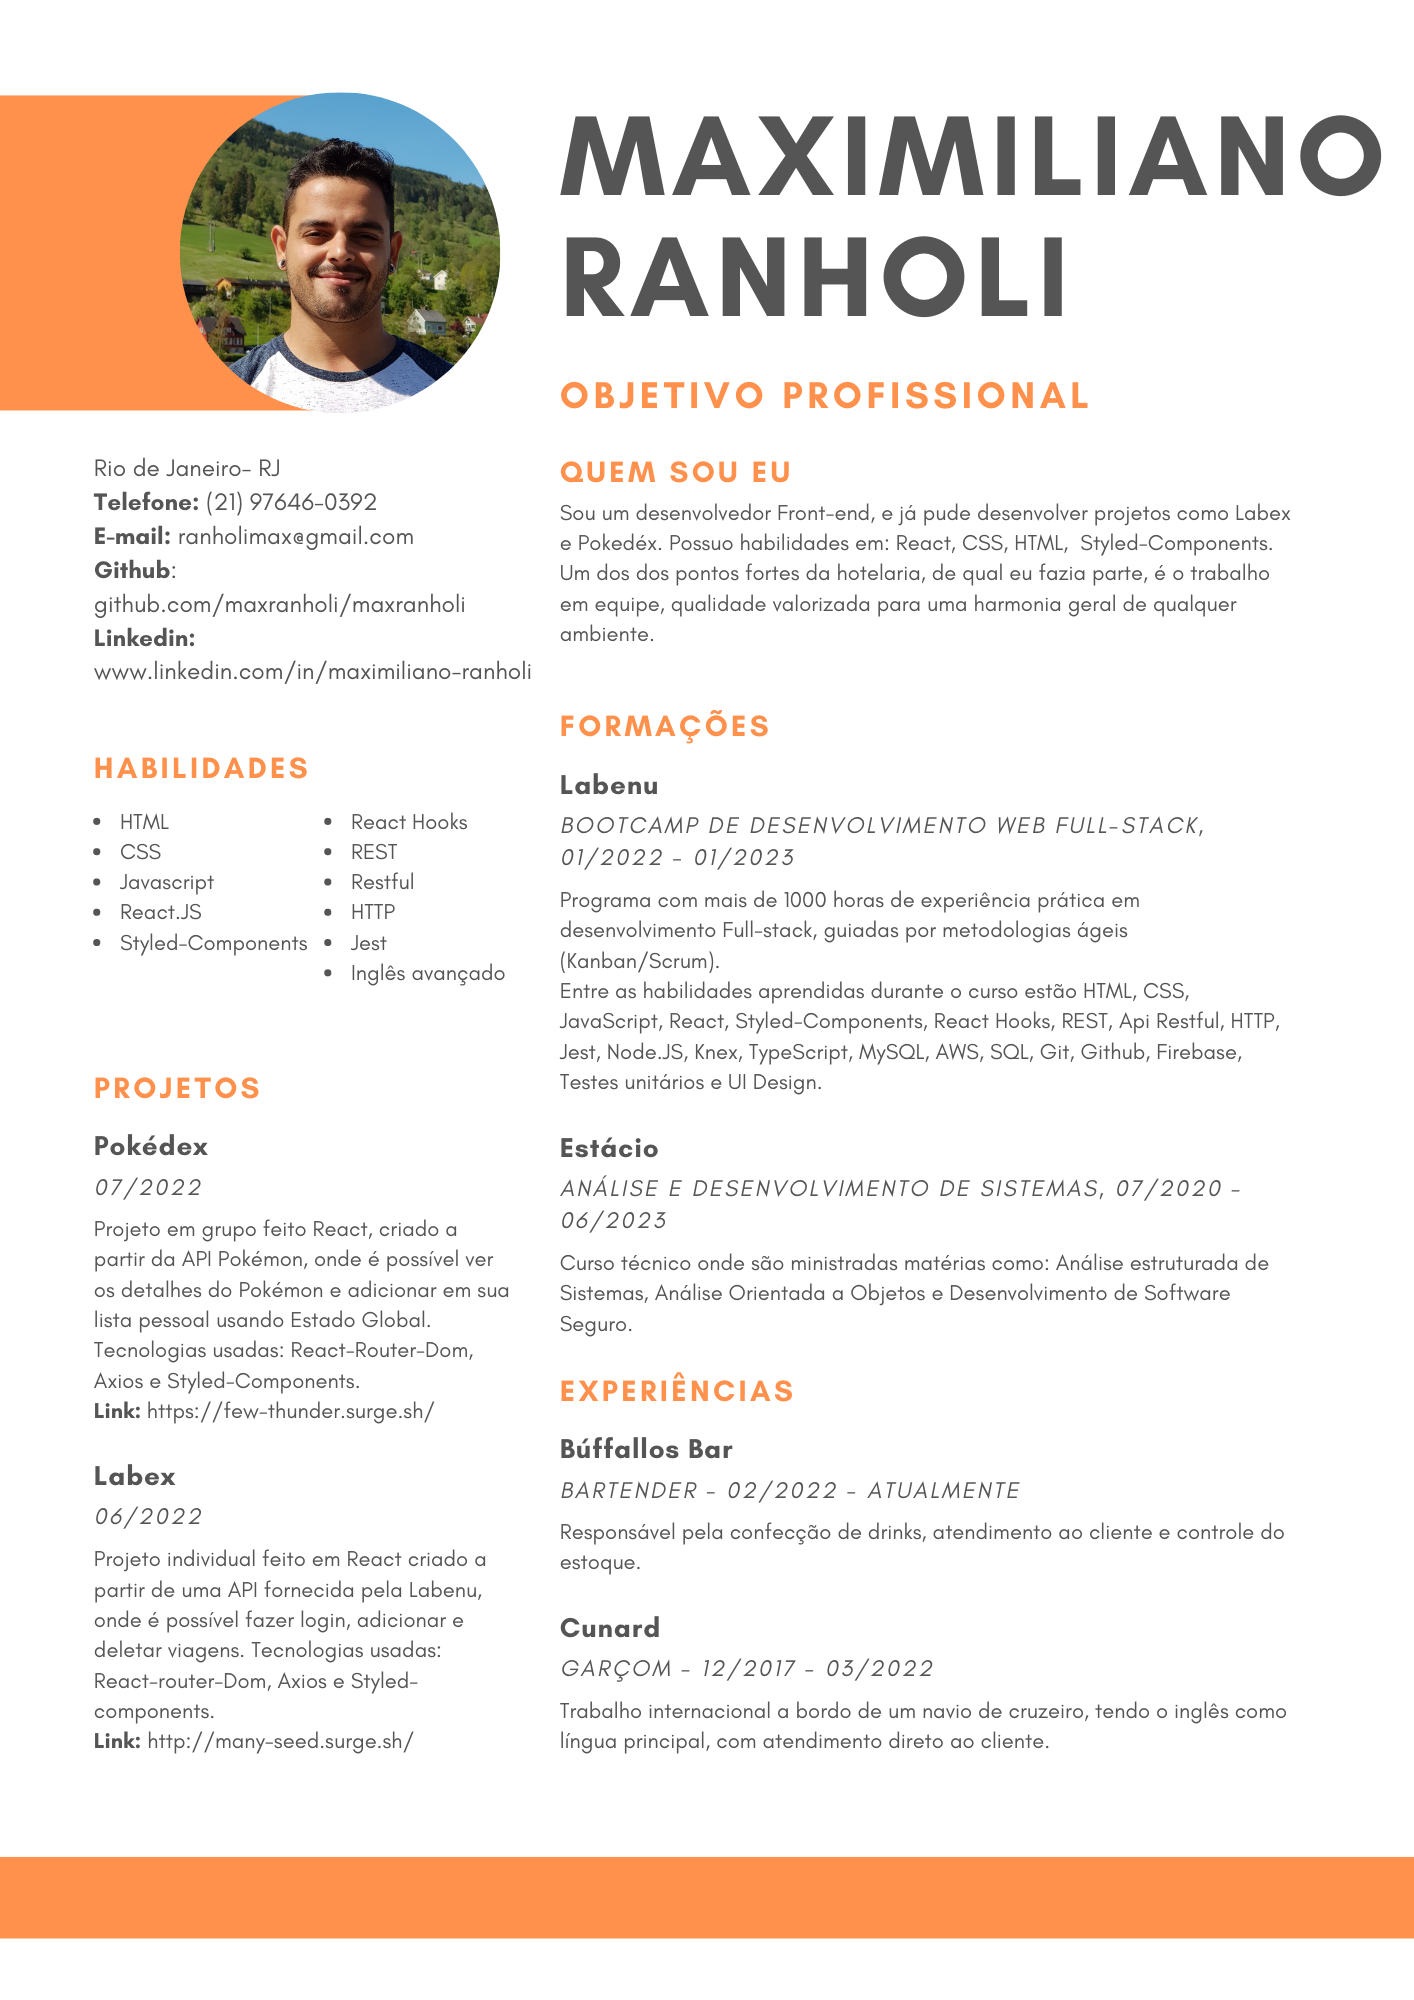 MAXIMILIANO
RANHOLI
OBJETIVO PROFISSIONAL
Rio de Janeiro- RJ
Telefone: (21) 97646-0392
E-mail: ranholimax@gmail.com
Github:
github.com/maxranholi/maxranholi
Linkedin:
www.linkedin.com/in/maximiliano-ranholi
HABILIDADES
• HTML
• CSS
• Javascript
• React.JS
• Styled-Components
• React Hooks
• REST
• Restful
• HTTP
• Jest
• Inglês avançado
PROJETOS
Pokédex
07/2022
Projeto em grupo feito React, criado a
partir da API Pokémon, onde é possível ver
os detalhes do Pokémon e adicionar em sua
lista pessoal usando Estado Global.
Tecnologias usadas: React-Router-Dom,
Axios e Styled-Components.
Link: https://few-thunder.surge.sh/
Labex
06/2022
Projeto individual feito em React criado a
partir de uma API fornecida pela Labenu,
onde é possível fazer login, adicionar e
deletar viagens. Tecnologias usadas:
React-router-Dom, Axios e Styled-
components.
Link: http://many-seed.surge.sh/
QUEM SOU EU
Sou um desenvolvedor Front-end, e já pude desenvolver projetos como Labex
e Pokedéx. Possuo habilidades em: React, CSS, HTML,  Styled-Components.
Um dos dos pontos fortes da hotelaria, de qual eu fazia parte, é o trabalho
em equipe, qualidade valorizada para uma harmonia geral de qualquer
ambiente.
FORMAÇÕES
Labenu
BOOTCAMP DE DESENVOLVIMENTO WEB FULL-STACK,
01/2022 - 01/2023
Programa com mais de 1000 horas de experiência prática em
desenvolvimento Full-stack, guiadas por metodologias ágeis
(Kanban/Scrum).
Entre as habilidades aprendidas durante o curso estão HTML, CSS,
JavaScript, React, Styled-Components, React Hooks, REST, Api Restful, HTTP,
Jest, Node.JS, Knex, TypeScript, MySQL, AWS, SQL, Git, Github, Firebase,
Testes unitários e UI Design.
Estácio
ANÁLISE E DESENVOLVIMENTO DE SISTEMAS, 07/2020 -
06/2023
Curso técnico onde são ministradas matérias como: Análise estruturada de
Sistemas, Análise Orientada a Objetos e Desenvolvimento de Software
Seguro.
EXPERIÊNCIAS
Búffallos Bar
BARTENDER - 02/2022 - ATUALMENTE
Responsável pela confecção de drinks, atendimento ao cliente e controle do
estoque.
Cunard
GARÇOM - 12/2017 - 03/2022
Trabalho internacional a bordo de um navio de cruzeiro, tendo o inglês como
língua principal, com atendimento direto ao cliente.